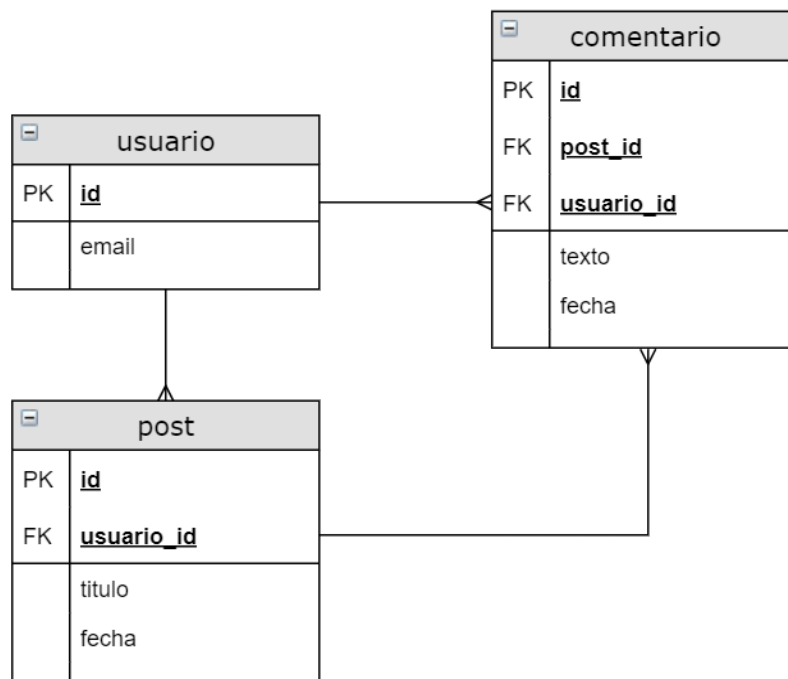 comentario
PK id
FK post_id
FK usuario_id
texto
fecha
usuario
PK id
email
post
PK id
FK usuario_id
titulo
fecha